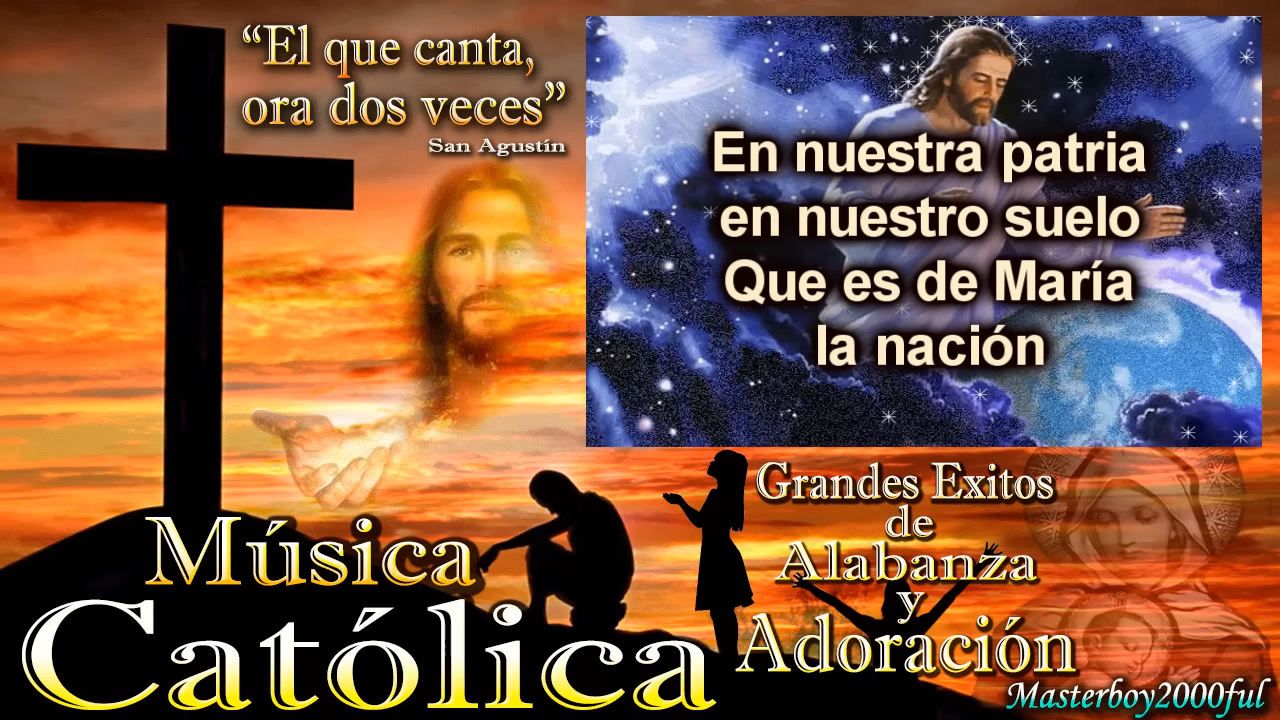 “El que canta,
ora dos veces”
San Agustín
En nuestra patria
en nuestro suelo
Que es de María
la nación
Música
Católica
Grandes Exitos
de
Alabanza
y
Adoración
Masterboy2000ful